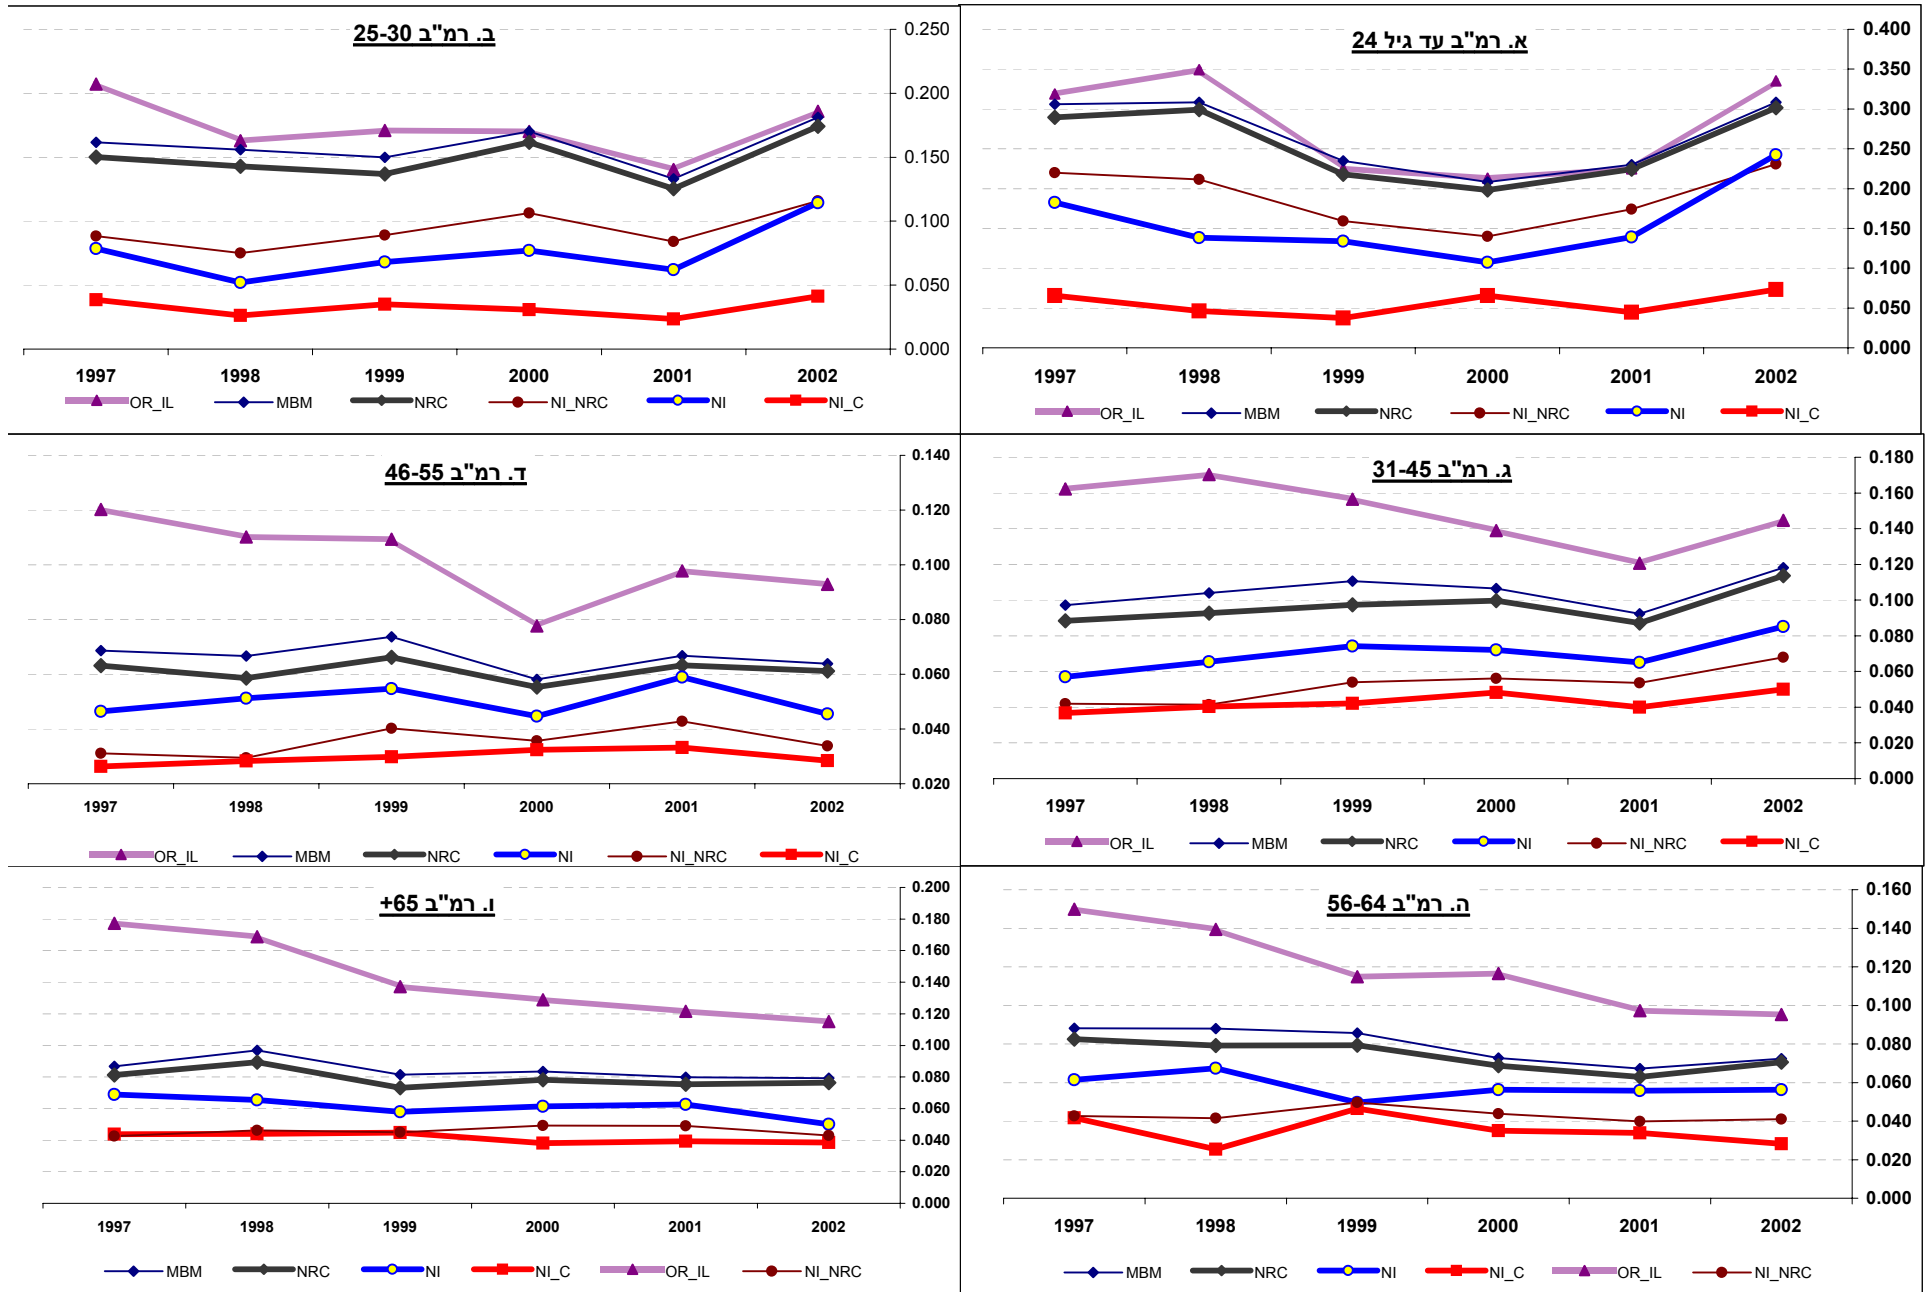 א. רמ"ב עד גיל 24
0.400
0.350
0.300
0.250
0.200
0.150
0.100
0.050
0.000
1997 1998 1999 2000 2001 2002
OR_IL MBM NRC NI_NRC NI NI_C
ב. רמ"ב 25-30
0.250
0.200
0.150
0.100
0.050
0.000
1997 1998 1999 2000 2001 2002
OR_IL MBM NRC NI_NRC NI NI_C
ג. רמ"ב 31-45
0.180
0.160
0.140
0.120
0.100
0.080
0.060
0.040
0.020
0.000
1997 1998 1999 2000 2001 2002
OR_IL MBM NRC NI NI_NRC NI_C
ד. רמ"ב 46-55
0.140
0.120
0.100
0.080
0.060
0.040
0.020
1997 1998 1999 2000 2001 2002
OR_IL MBM NRC NI NI_NRC NI_C
ה. רמ"ב 56-64
0.160
0.140
0.120
0.100
0.080
0.060
0.040
0.020
0.000
1997 1998 1999 2000 2001 2002
MBM NRC NI NI_C OR_IL NI_NRC
ו. רמ"ב 65+
0.200
0.180
0.160
0.140
0.120
0.100
0.080
0.060
0.040
0.020
0.000
1997 1998 1999 2000 2001 2002
MBM NRC NI NI_C OR_IL NI_NRC